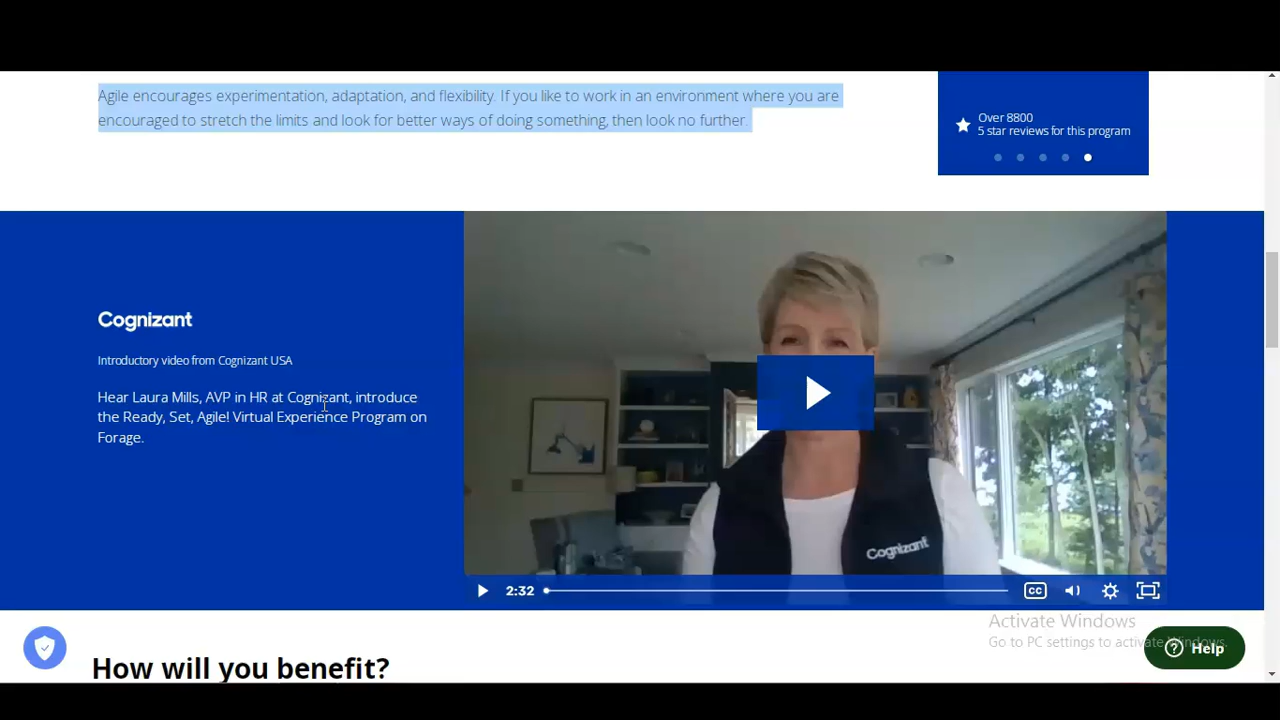 Agile encourages experimentation, adaptation, and flexibility. If you like to work in an environment where you are
encouraged to stretch the limits and look for better ways of doing something, then look no further.
Over 8800
5 star reviews for this program
Cognizant
Introductory video from Cognizant USA
Hear Laura Mills, AVP in HR at Cognizant, introduce
the Ready, Set, Agile! Virtual Experience Program on
Forage.
Cognizant
2:32
CC
Activate Windows
Go to PC settings to activate Windows.
Help
How will you benefit?